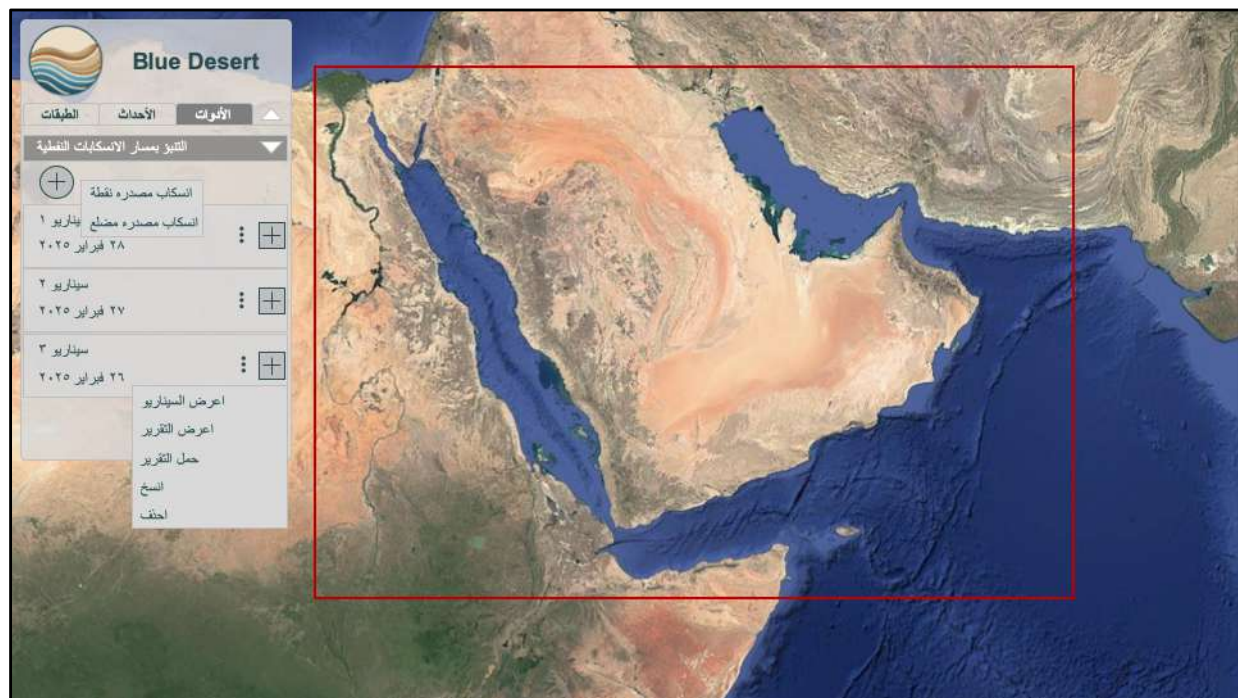 Blue Desert
الأدوات
الأحداث
الطبقات
التنبؤ بمسار الانسكابات النفطية
انسكاب مصدره نقطة
انسكاب مصدره مضلع
يناريو ١
٢٨ فبراير ٢٠٢٥
سيناريو ٢
٢٧ فبراير ٢٠٢٥
سيناريو ٣
٢٦ فبراير ٢٠٢٥
اعرض السيناريو
اعرض التقرير
حمل التقرير
انسخ
احذف